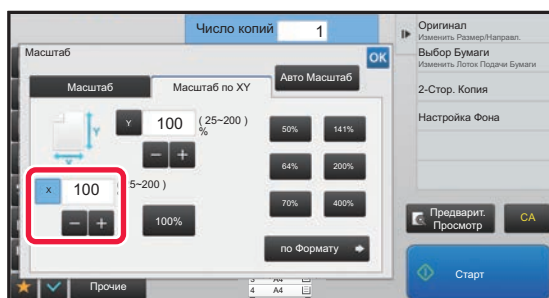 Число копий 1
Масштаб
OK
Масштаб
Масштаб по XY
Авто Масштаб
Y
Y 100 (25~200)
%
50% 141%
X
X 100 5~200 )
64% 200%
100%
70% 400%
по Формату
Прочие
A4
4 A4
Оригинал
Изменить Размер/Направл.
Выбор Бумаги
Изменить Лоток Подачи Бумаги
2-Стор. Копия
Настройка Фона
Предварит.
Просмотр
CA
Старт